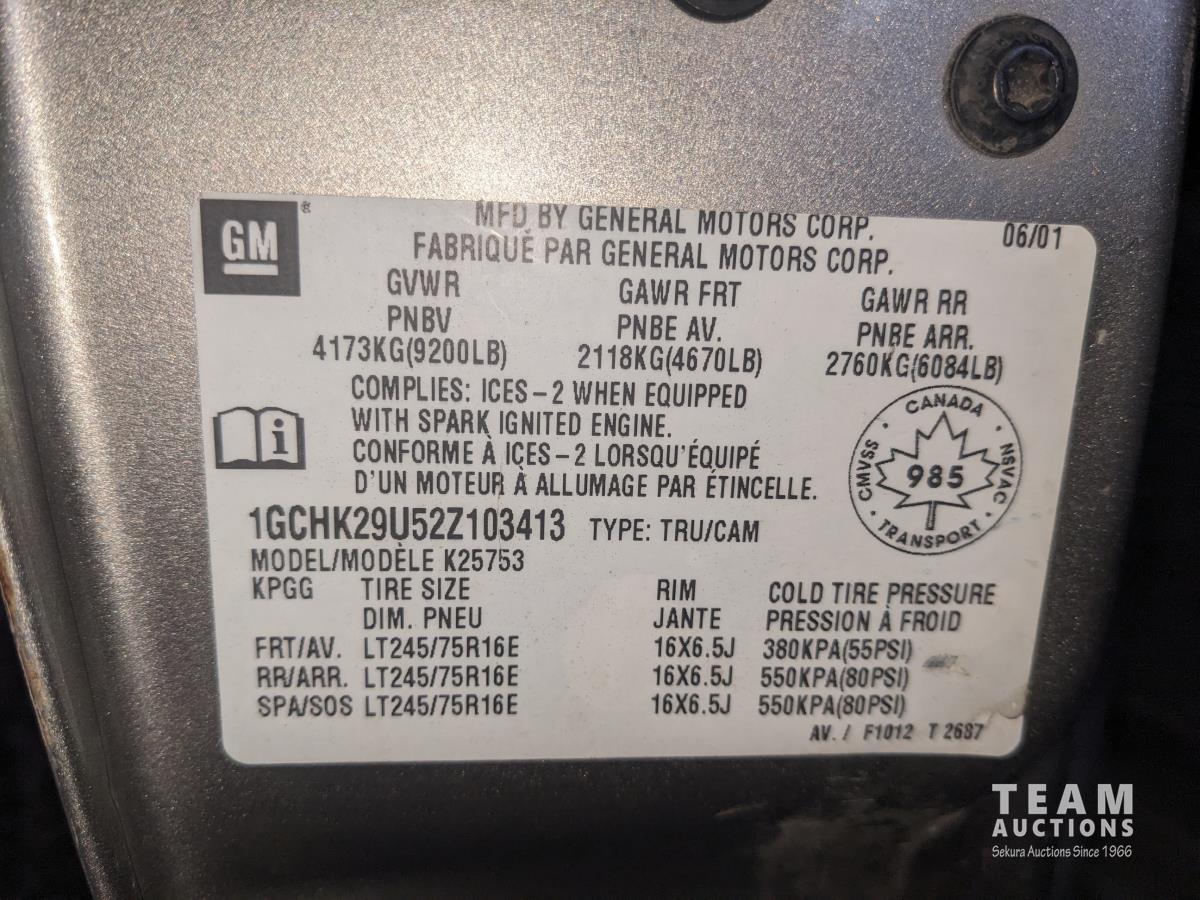 GM
MFD BY GENERAL MOTORS CORP. 06/01
FABRIQUÉ PAR GENERAL MOTORS CORP.
GVWR GAWR FRT GAWR RR
PNBV PNBE AV. PNBE ARR.
4173KG(9200LB) 2118KG(4670LB) 2760KG(6084LB)
COMPLIES: ICES-2 WHEN EQUIPPED
WITH SPARK IGNITED ENGINE.
CONFORME À ICES-2 LORSQU'ÉQUIPÉ
D'UN MOTEUR À ALLUMAGE PAR ÉTINCELLE.
CANADA
CMVSS 985 NSVAC
TRANSPORT
1GCHK29U52Z103413 TYPE: TRU/CAM
MODEL/MODÈLE K25753
KPGG TIRE SIZE RIM COLD TIRE PRESSURE
DIM. PNEU JANTE PRESSION À FROID
FRT/AV. LT245/75R16E 16X6.5J 380KPA(55PSI)
RR/ARR. LT245/75R16E 16X6.5J 550KPA(80PSI)
SPA/SOS LT245/75R16E 16X6.5J 550KPA(80PSI)
AV. / F1012 T 2687
TEAM
AUCTIONS
Sekura Auctions Since 1966